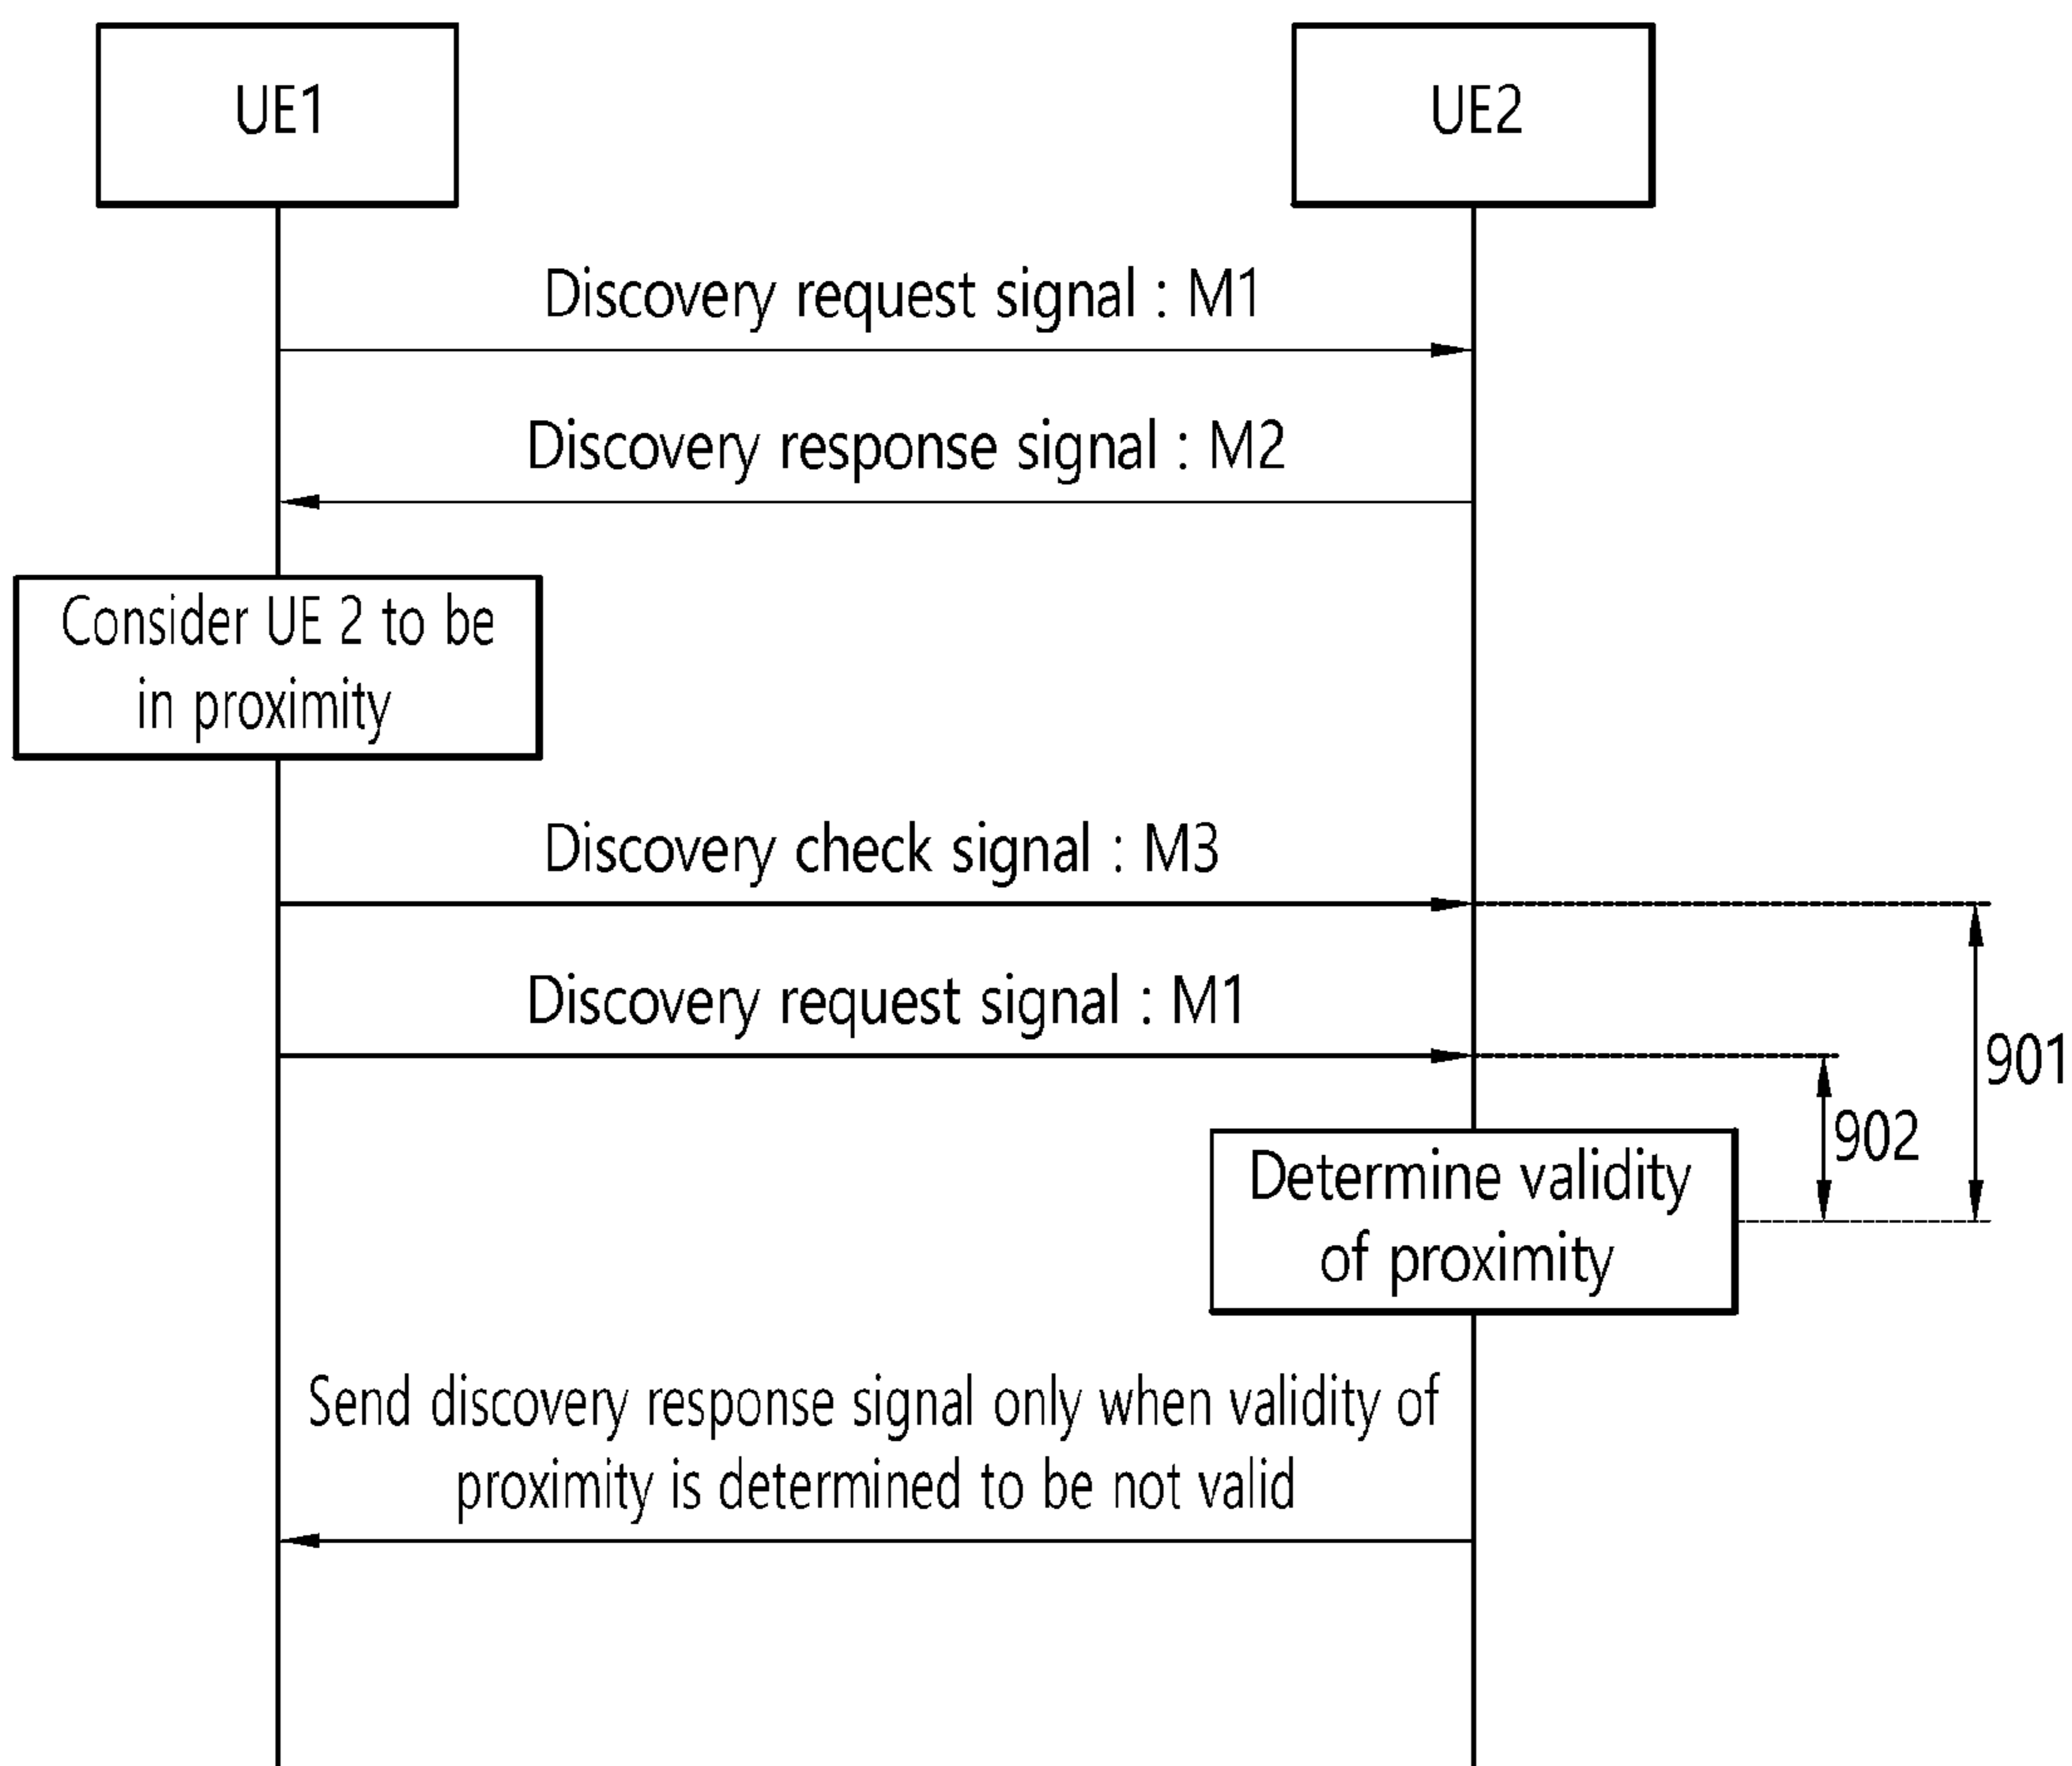 UE1
UE2
Discovery request signal : M1
Discovery response signal : M2
Consider UE 2 to be
in proximity
Discovery check signal : M3
Discovery request signal : M1
901
902
Determine validity
of proximity
Send discovery response signal only when validity of
proximity is determined to be not valid